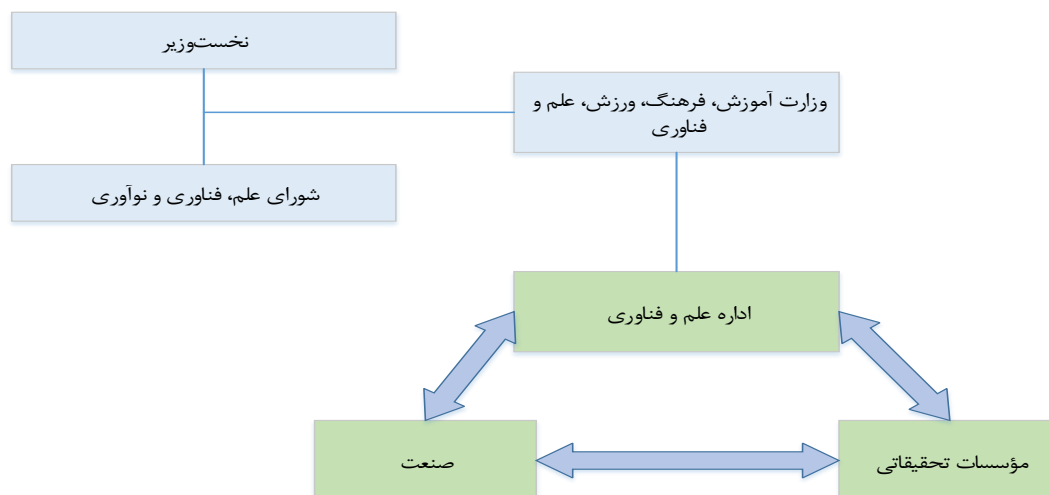 نخست‌وزیر
وزارت آموزش، فرهنگ، ورزش، علم و
فناوری
شورای علم، فناوری و نوآوری
اداره علم و فناوری
صنعت
مؤسسات تحقیقاتی